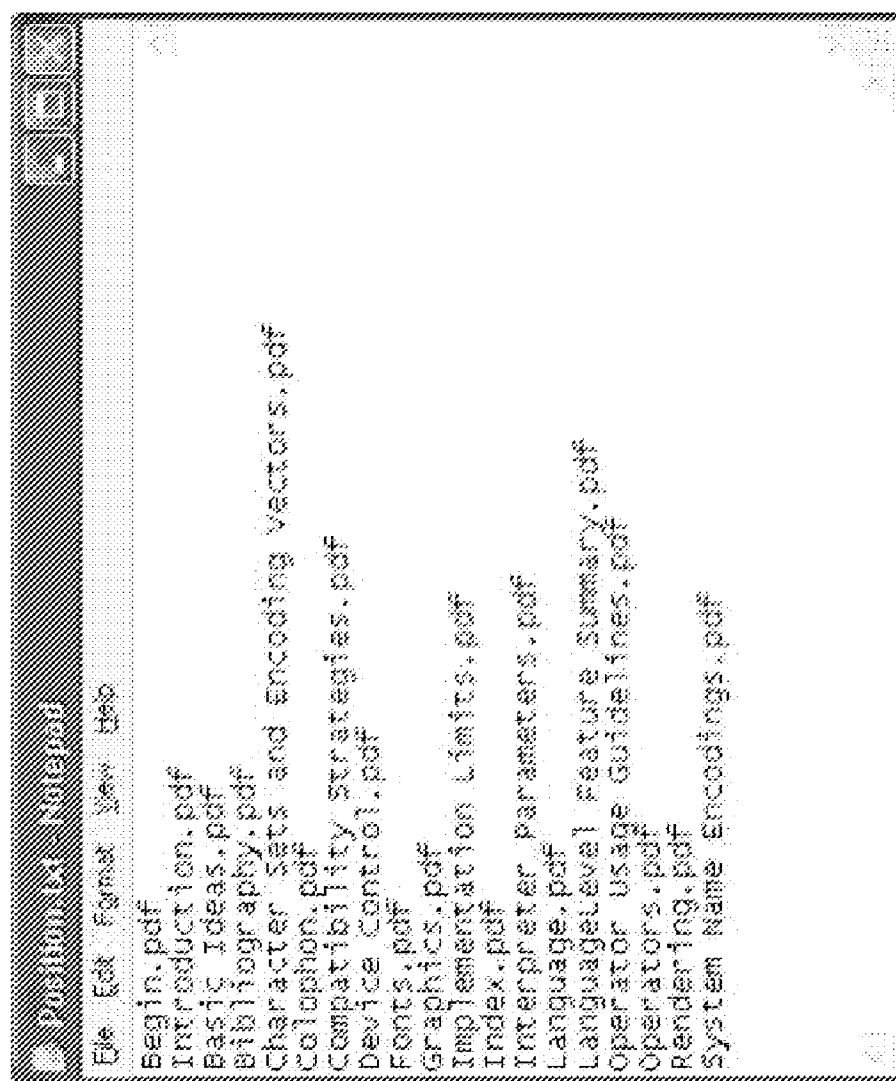 Position.txt - Notepad
File Edit Format View Help
Begin.pdf
Introduction.pdf
Basic Ideas.pdf
Bibliography.pdf
Character Sets and Encoding Vectors.pdf
Colophon.pdf
Compatibility Strategies.pdf
Device Control.pdf
Fonts.pdf
Graphics.pdf
Implementation Limits.pdf
Index.pdf
Interpreter Parameters.pdf
Language.pdf
LanguageLevel Feature Summary.pdf
Operator Usage Guidelines.pdf
Operators.pdf
Rendering.pdf
System Name Encodings.pdf